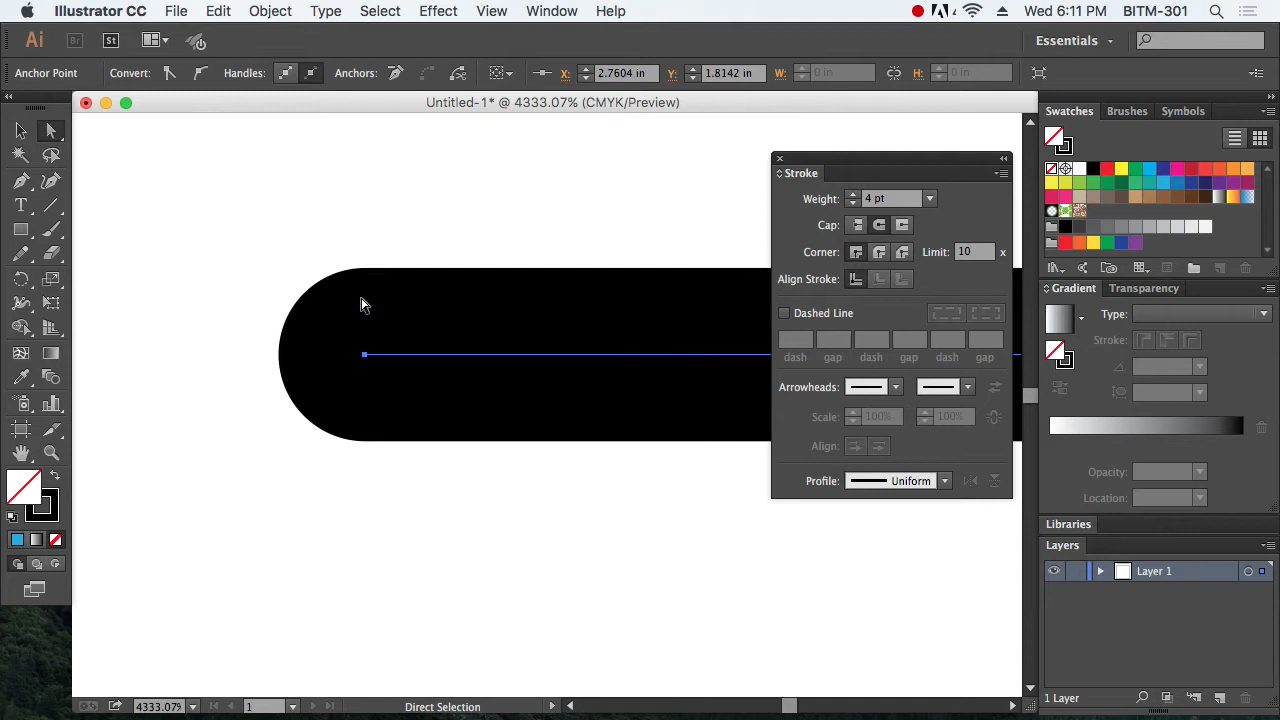 Illustrator CC File Edit Object Type Select Effect View Window Help 4 Wed 6:11 PM BITM-301
Ai Br St Essentials
Anchor Point Convert: Handles: Anchors: X: 2.7604 in Y: 1.8142 in W: 0 in H: 0 in
Untitled-1* @ 4333.07% (CMYK/Preview)
Swatches Brushes Symbols
Stroke
Weight: 4 pt
Cap:
Corner: Limit: 10 x
Align Stroke:
Dashed Line
dash gap dash gap dash gap
Arrowheads:
Scale: 100% 100%
Align:
Profile: Uniform
Gradient Transparency
Type:
Stroke:
Opacity:
Location:
Libraries
Layers
Layer 1
1 Layer
4333.07% 1 Direct Selection